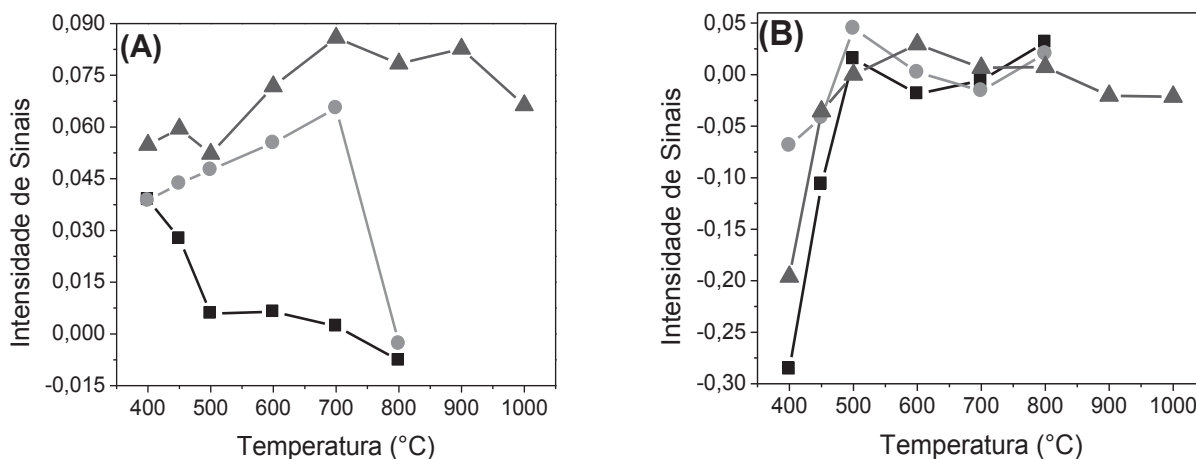 (A)
Intensidade de Sinais
0,090
0,075
0,060
0,045
0,030
0,015
0,000
-0,015
400 500 600 700 800 900 1000
Temperatura (°C)
(B)
Intensidade de Sinais
0,05
0,00
-0,05
-0,10
-0,15
-0,20
-0,25
-0,30
400 500 600 700 800 900 1000
Temperatura (°C)